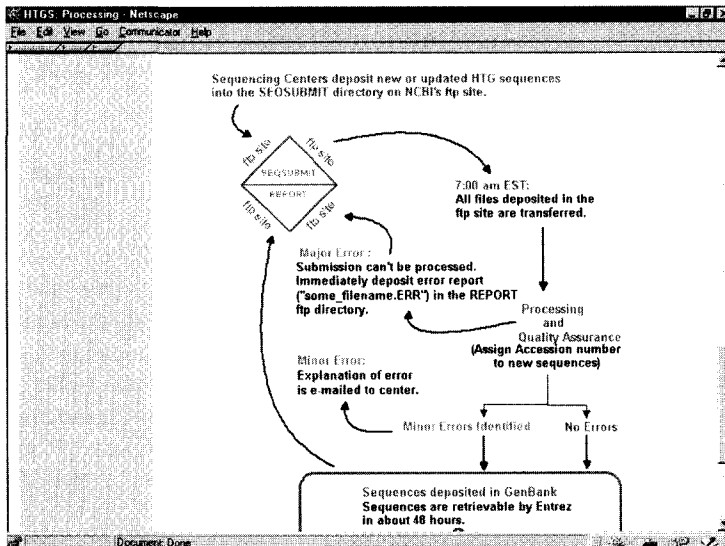 HTGS: Processing - Netscape
File Edit View Go Communicator Help
Sequencing Centers deposit new or updated HTG sequences
into the SEQSUBMIT directory on NCBI's ftp site.
ftp site
ftp site
SEQSUBMIT
REPORT
ftp site
ftp site
7:00 am EST:
All files deposited in the
ftp site are transferred.
Major Error :
Submission can't be processed.
Immediately deposit error report
("some_filename.ERR") in the REPORT
ftp directory.
Processing
and
Quality Assurance
(Assign Accession number
to new sequences)
Minor Error:
Explanation of error
is e-mailed to center.
Minor Errors Identified
No Errors
Sequences deposited in GenBank
Sequences are retrievable by Entrez
in about 48 hours.
Document: Done